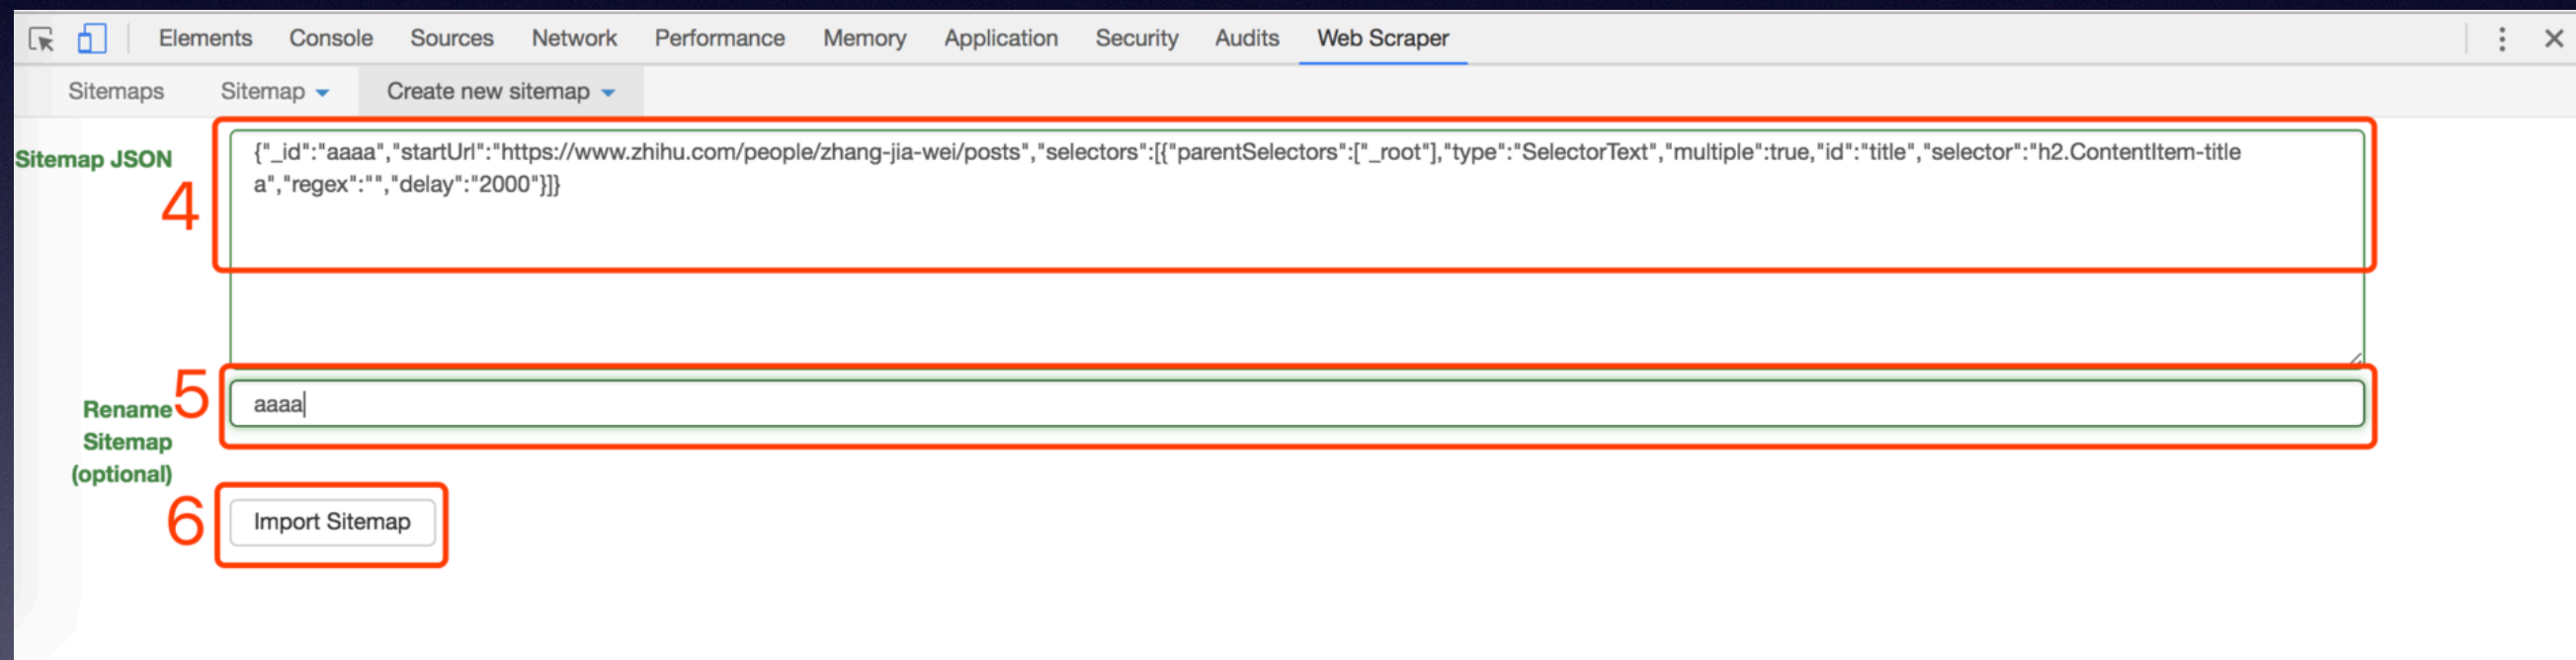 Elements Console Sources Network Performance Memory Application Security Audits Web Scraper
Sitemaps Sitemap Create new sitemap
Sitemap JSON
{"_id":"aaaa","startUrl":"https://www.zhihu.com/people/zhang-jia-wei/posts","selectors":[{"parentSelectors":["_root"],"type":"SelectorText","multiple":true,"id":"title","selector":"h2.ContentItem-title
a","regex":"","delay":"2000"}]}
4
5
Rename
Sitemap
(optional)
aaaa
6
Import Sitemap